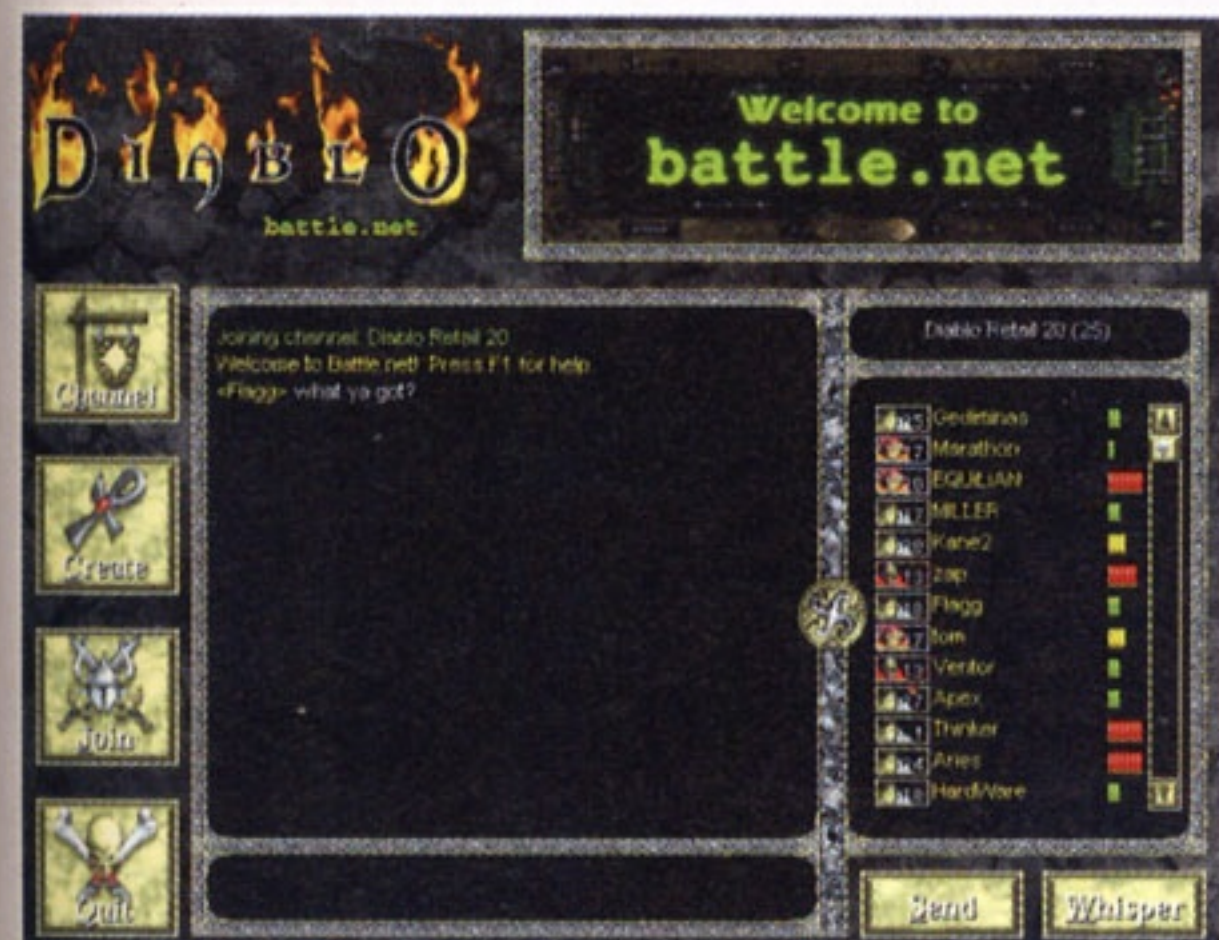 DIABLO
battle.net
Welcome to
battle.net
Channel
Create
Join
Quit
Joining channel: Diablo Retail 20
Welcome to Battle.net! Press F1 for help.
<Flagg> what ya got?
Diablo Retail 20 (25)
Gediminas
Marathon
EQUILIAN
MILLER
Kane2
zap
Flagg
tom
Ventor
Apex
Thinker
Aries
HardWare
Send
Whisper